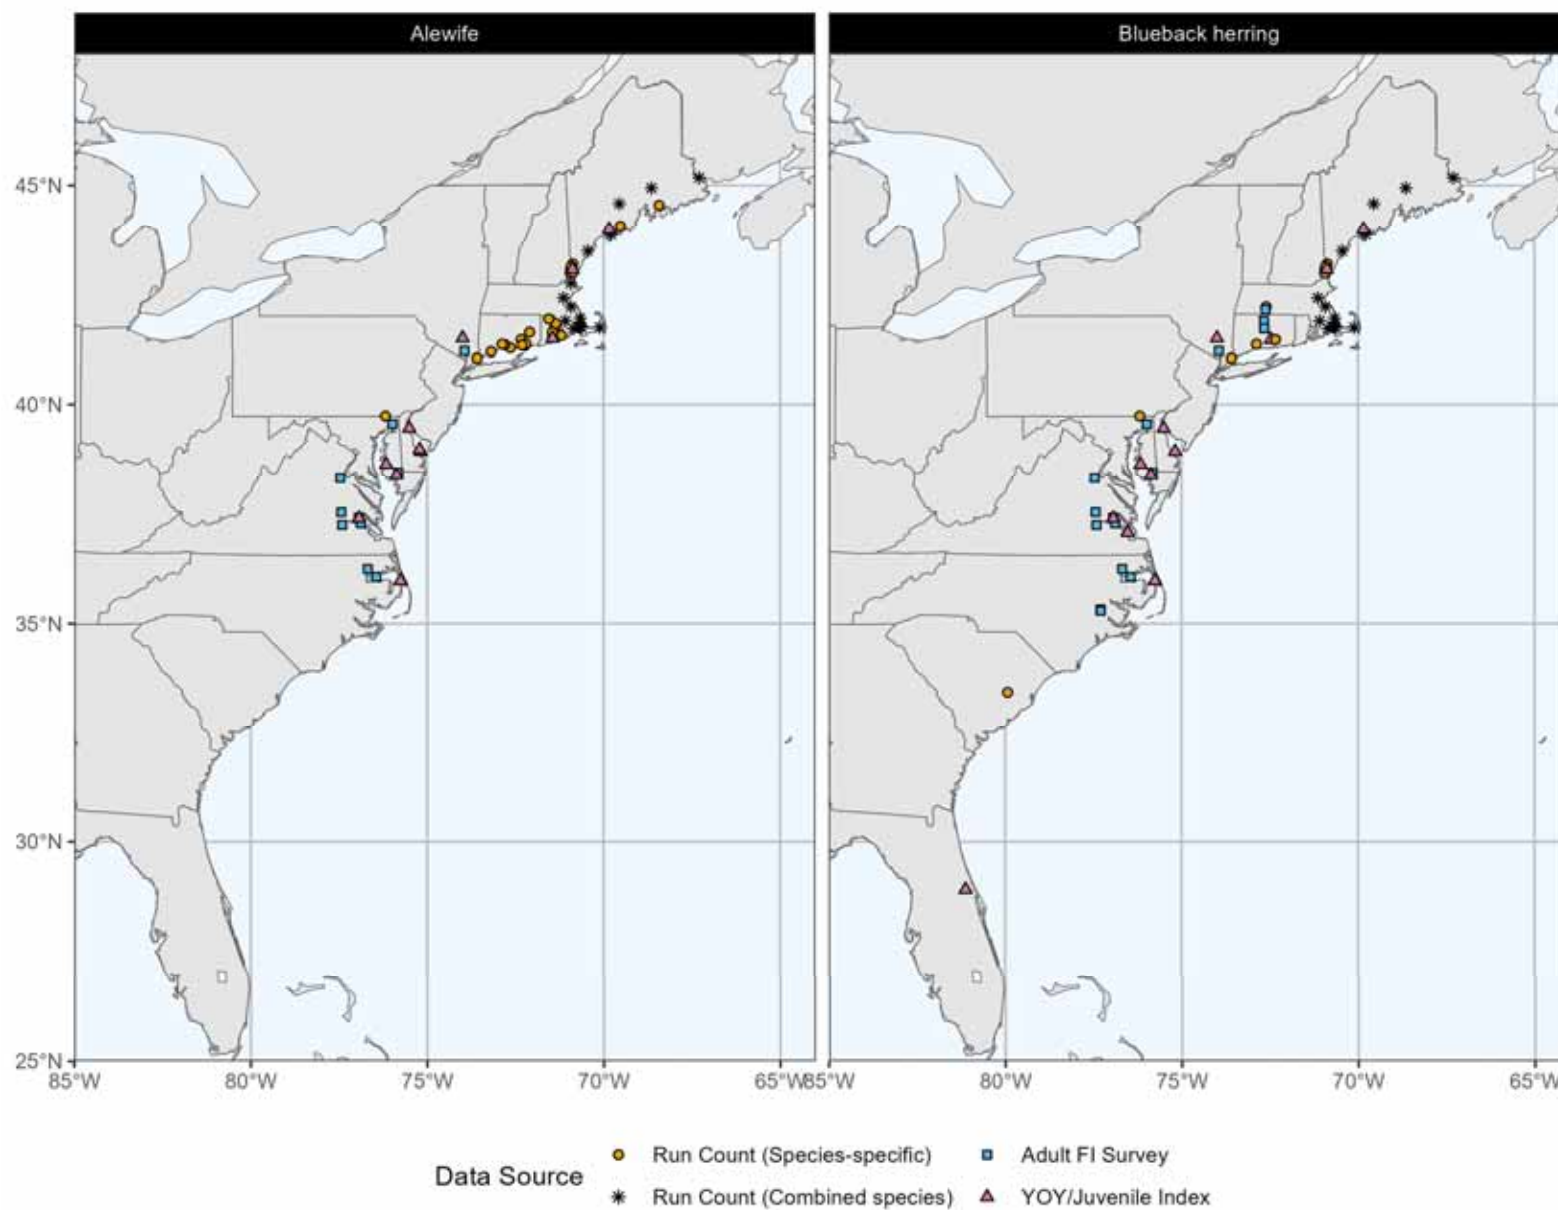 Alewife Blueback herring
45°N
40°N
35°N
30°N
25°N
85°W 80°W 75°W 70°W 65°W 85°W 80°W 75°W 70°W 65°W
Data Source
Run Count (Species-specific) Adult FI Survey
Run Count (Combined species) YOY/Juvenile Index